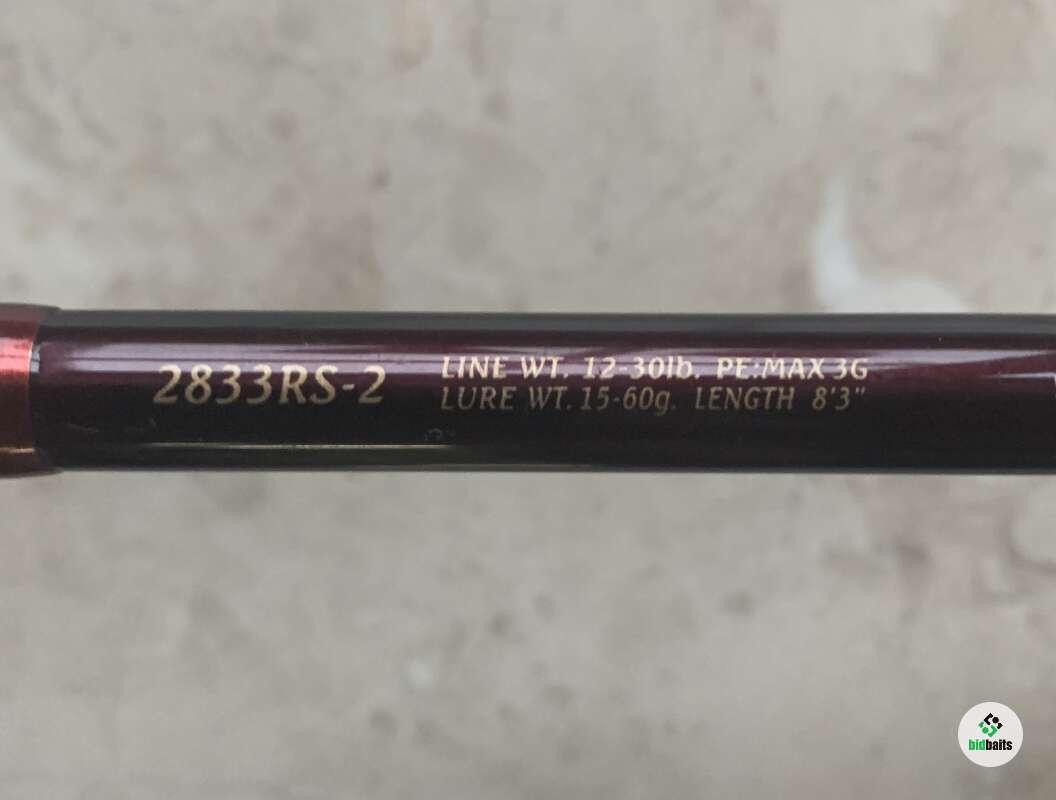 2833RS-2
LINE WT. 12-30lb. PE:MAX 3G
LURE WT. 15-60g. LENGTH 8'3"
bidbaits